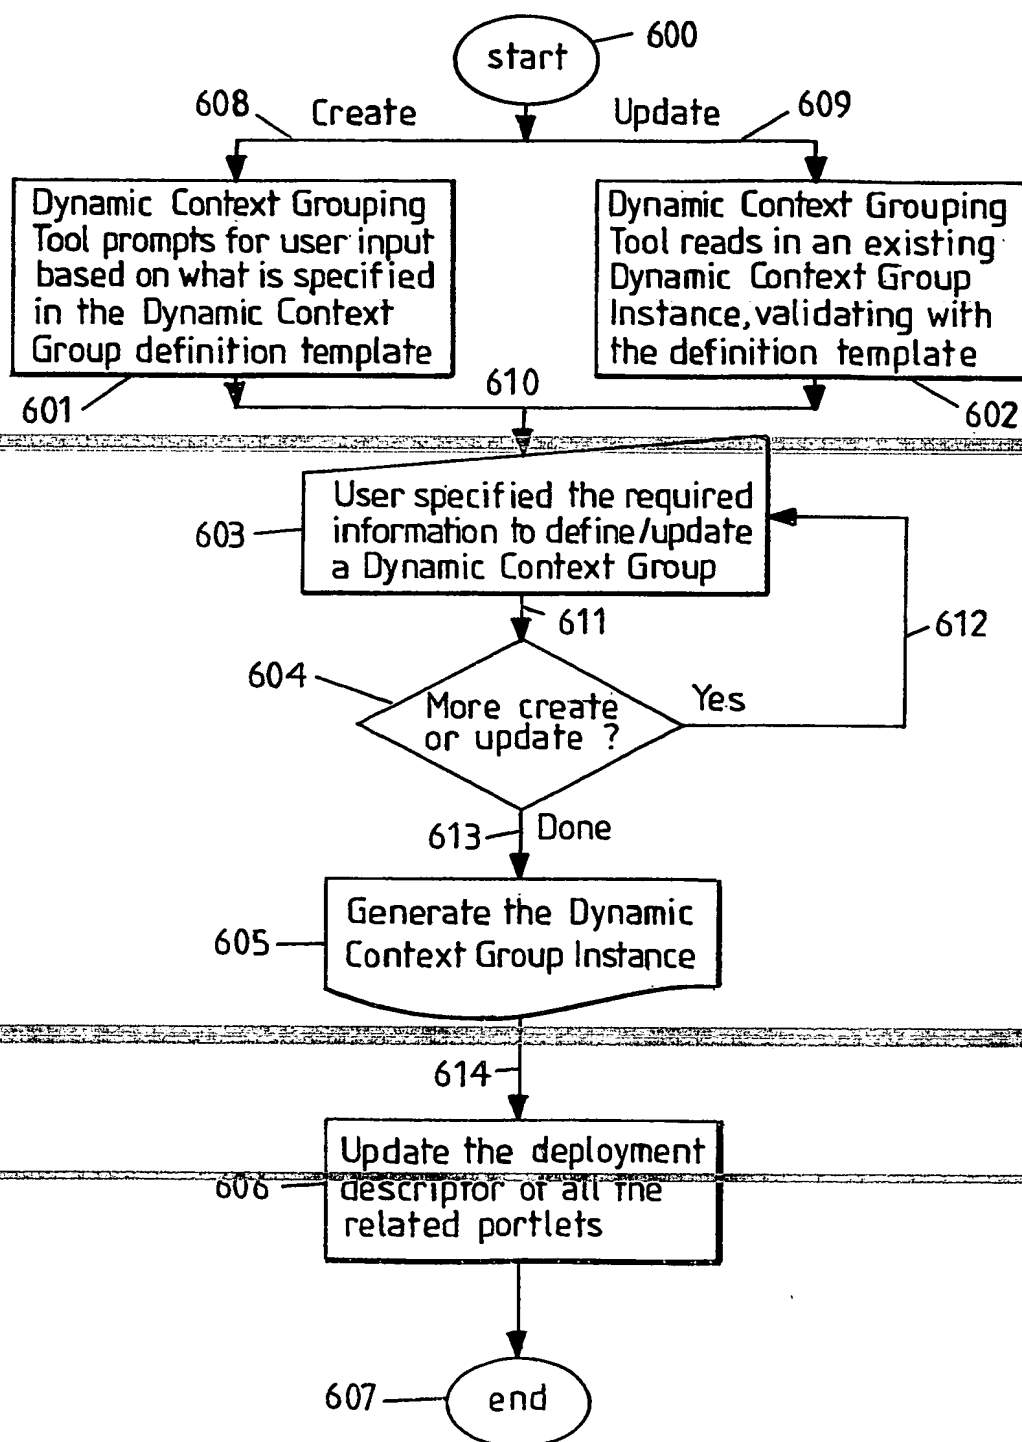 start
600
608
Create
Update
609
Dynamic Context Grouping
Tool prompts for user input
based on what is specified
in the Dynamic Context
Group definition template
601
Dynamic Context Grouping
Tool reads in an existing
Dynamic Context Group
Instance, validating with
the definition template
602
610
User specified the required
information to define/update
a Dynamic Context Group
603
611
612
604
More create
or update ?
Yes
613
Done
Generate the Dynamic
Context Group Instance
605
614
Update the deployment
descriptor of all the
related portlets
606
end
607